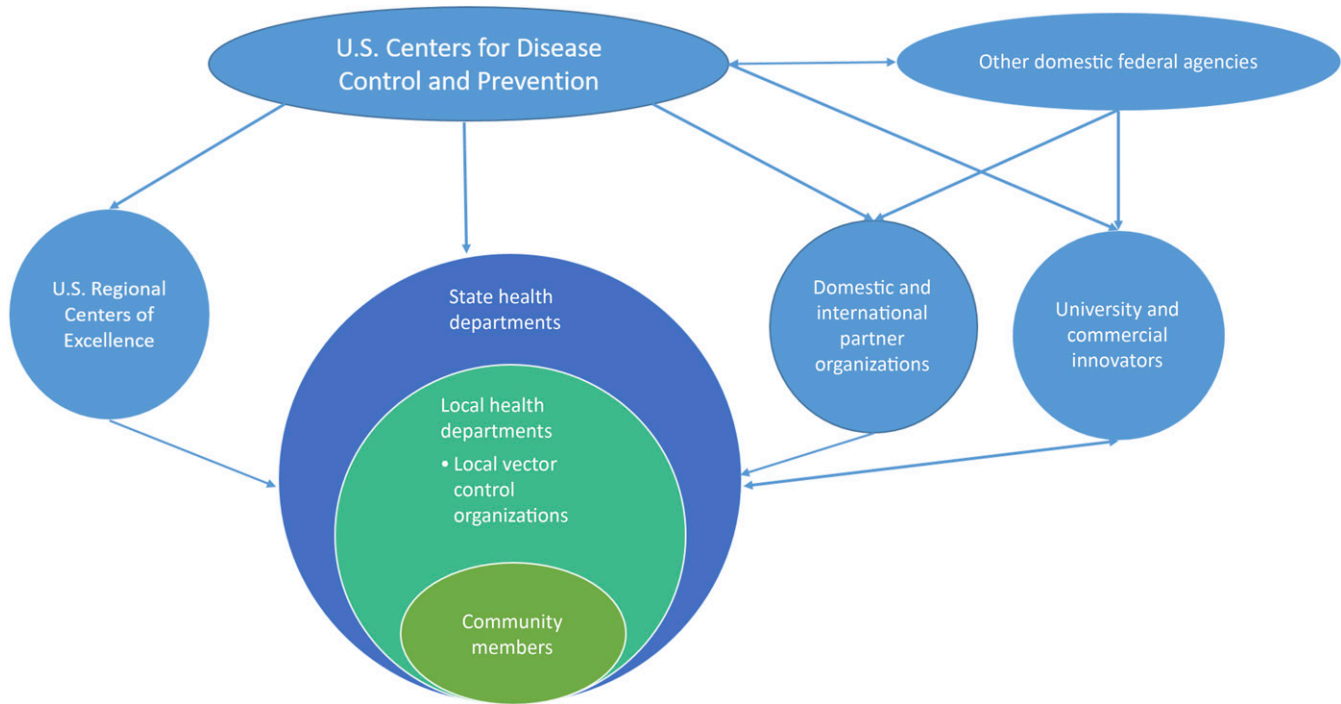 U.S. Centers for Disease
Control and Prevention
Other domestic federal agencies
U.S. Regional
Centers of
Excellence
State health
departments
Domestic and
international
partner
organizations
University and
commercial
innovators
Local health
departments
• Local vector
control
organizations
Community
members